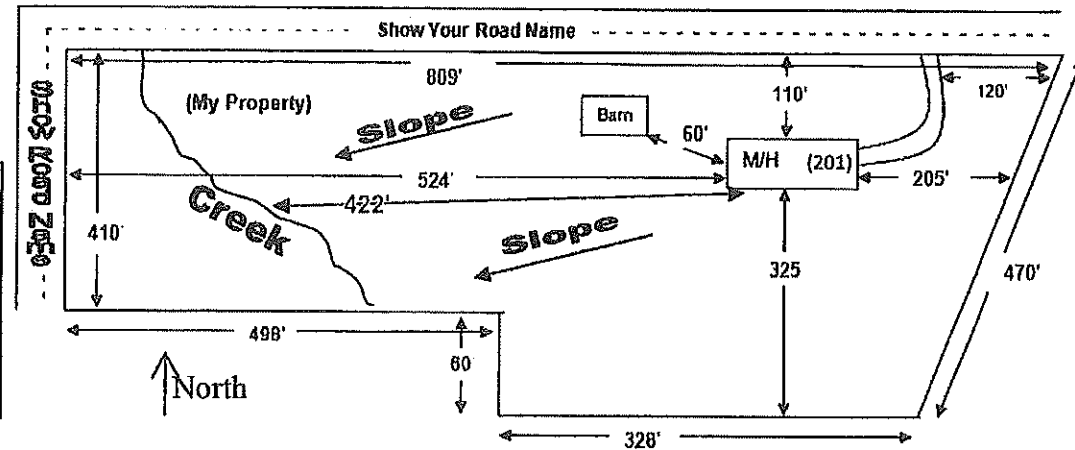 Show Your Road Name
809'
(My Property)
Slope
Barn
110'
120'
60'
M/H (201)
524'
205'
422'
Creek
410'
Slope
325
470'
498'
60
North
328'